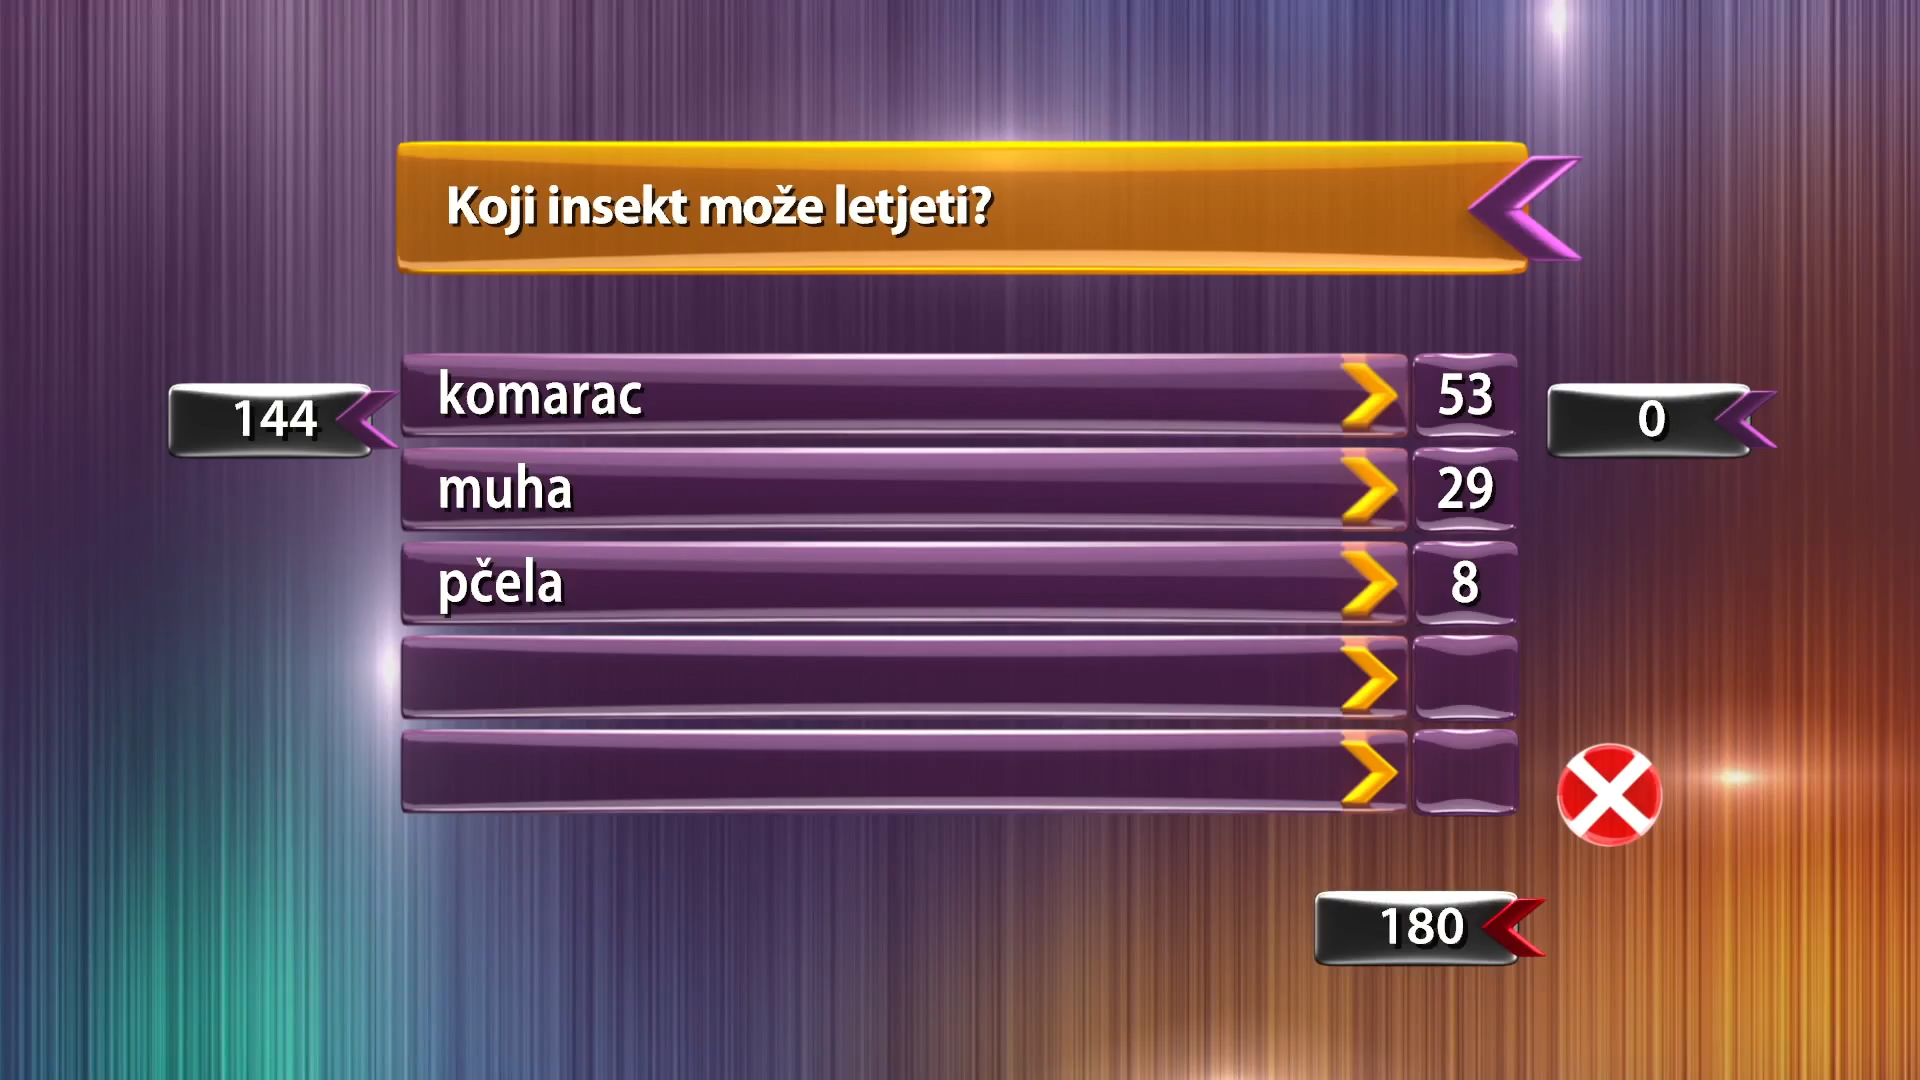 Koji insekt može letjeti?
144
komarac 53
0
muha 29
pčela 8
180